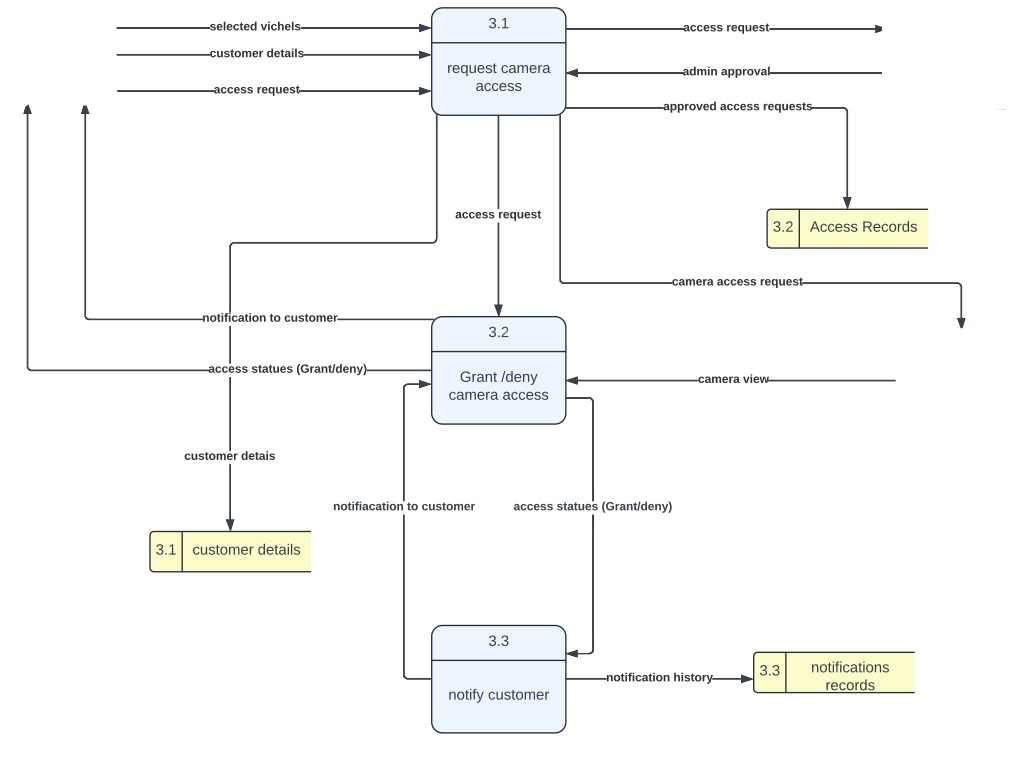 selected vichels
3.1
access request
customer details
request camera
access
admin approval
access request
approved access requests
access request
3.2
Access Records
camera access request
notification to customer
3.2
access statues (Grant/deny)
Grant /deny
camera access
camera view
customer detais
notifiacation to customer
access statues (Grant/deny)
3.1
customer details
3.3
notify customer
notification history
3.3
notifications
records